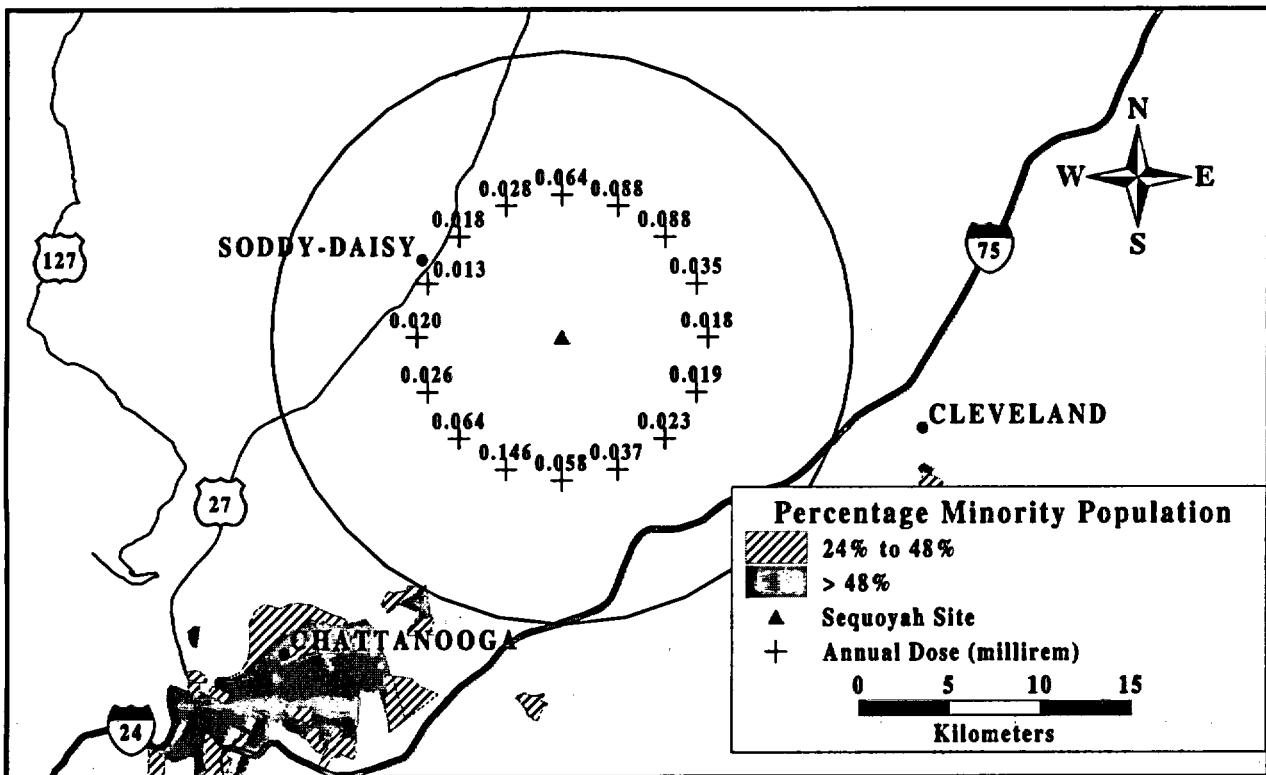 N
W E
S
127
75
27
24
0.064
0.028
0.088
0.018
0.088
SODDY-DAISY
0.013
0.035
0.020
0.018
0.026
0.019
0.064
0.023
0.146
0.058
0.037
CLEVELAND
CHATTANOOGA
Percentage Minority Population
24% to 48%
> 48%
Sequoyah Site
Annual Dose (millirem)
0 5 10 15
Kilometers